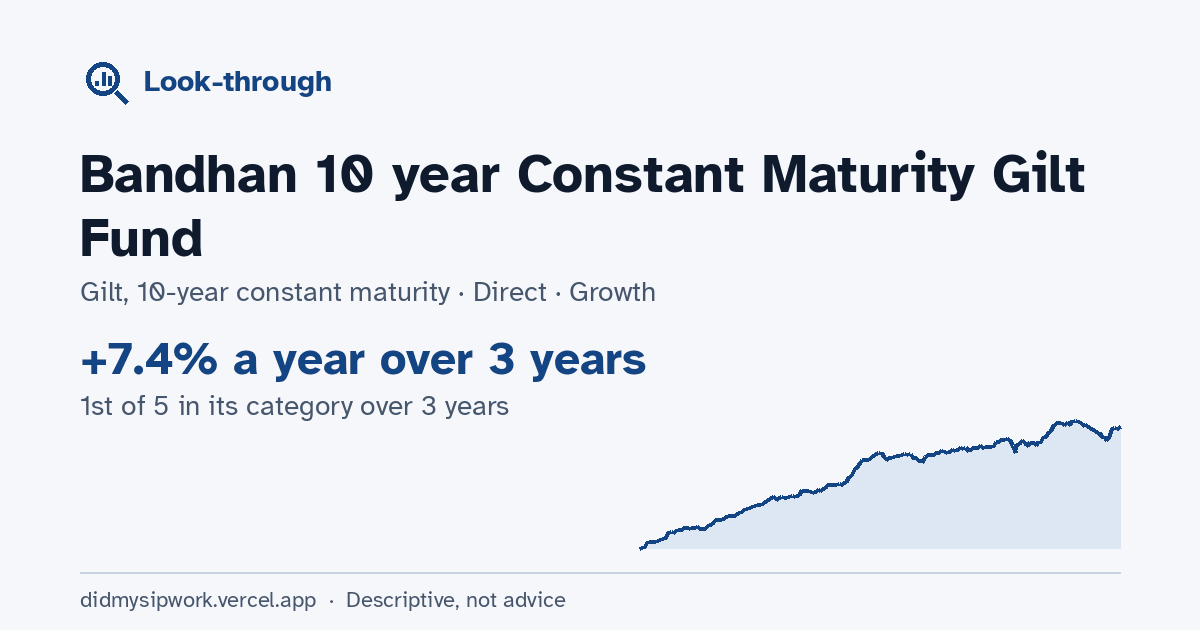 Look-through
Bandhan 10 year Constant Maturity Gilt
Fund
Gilt, 10-year constant maturity · Direct · Growth
+7.4% a year over 3 years
1st of 5 in its category over 3 years
didmysipwork.vercel.app · Descriptive, not advice